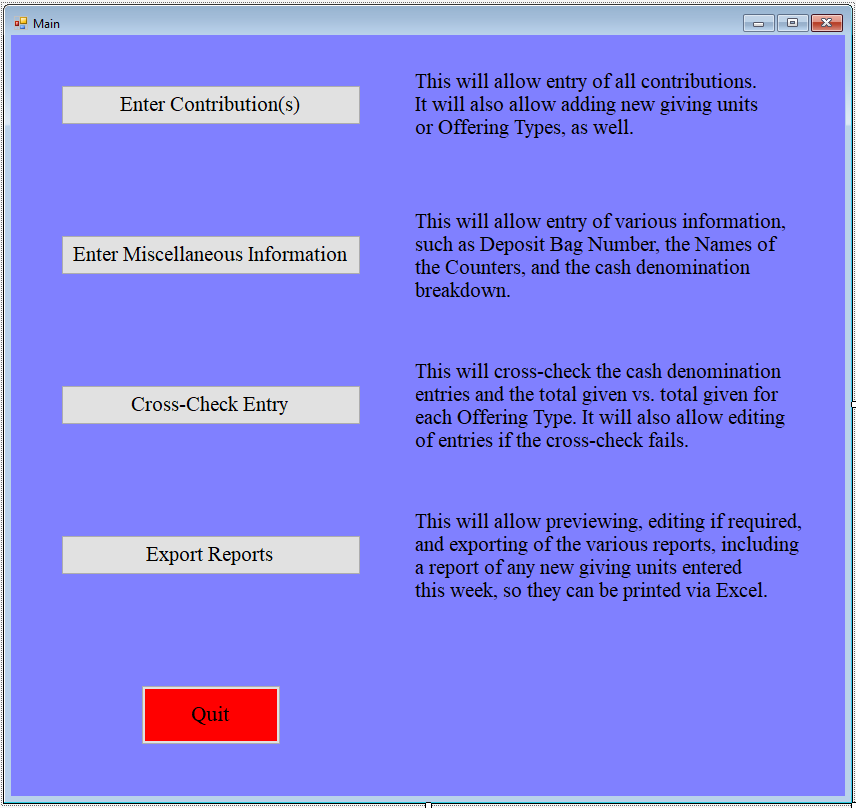 Main
Enter Contribution(s)
This will allow entry of all contributions.
It will also allow adding new giving units
or Offering Types, as well.
Enter Miscellaneous Information
This will allow entry of various information,
such as Deposit Bag Number, the Names of
the Counters, and the cash denomination
breakdown.
Cross-Check Entry
This will cross-check the cash denomination
entries and the total given vs. total given for
each Offering Type. It will also allow editing
of entries if the cross-check fails.
Export Reports
This will allow previewing, editing if required,
and exporting of the various reports, including
a report of any new giving units entered
this week, so they can be printed via Excel.
Quit